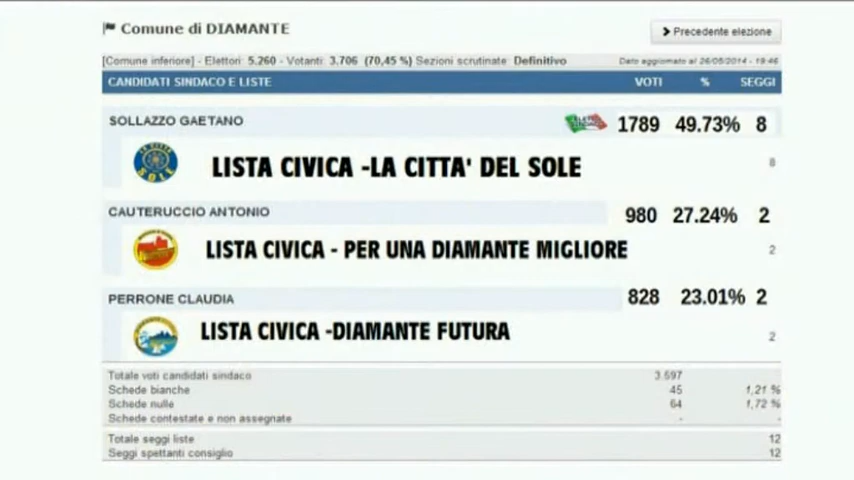 Comune di DIAMANTE
Precedente elezione
[Comune inferiore] - Elettori: 5.260 - Votanti: 3.706 (70,45 %) Sezioni scrutinate: Definitivo
Dato aggiornato al 26/05/2014 - 19:46
CANDIDATI SINDACO E LISTE VOTI % SEGGI
SOLLAZZO GAETANO 1789 49.73% 8
LISTA CIVICA -LA CITTA' DEL SOLE 8
SOLE
CAUTERUCCIO ANTONIO 980 27.24% 2
LISTA CIVICA - PER UNA DIAMANTE MIGLIORE 2
PERRONE CLAUDIA 828 23.01% 2
LISTA CIVICA -DIAMANTE FUTURA 2
Totale voti candidati sindaco 3.597
Schede bianche 45 1,21 %
Schede nulle 64 1,72 %
Schede contestate e non assegnate - -
Totale seggi liste 12
Seggi spettanti consiglio 12